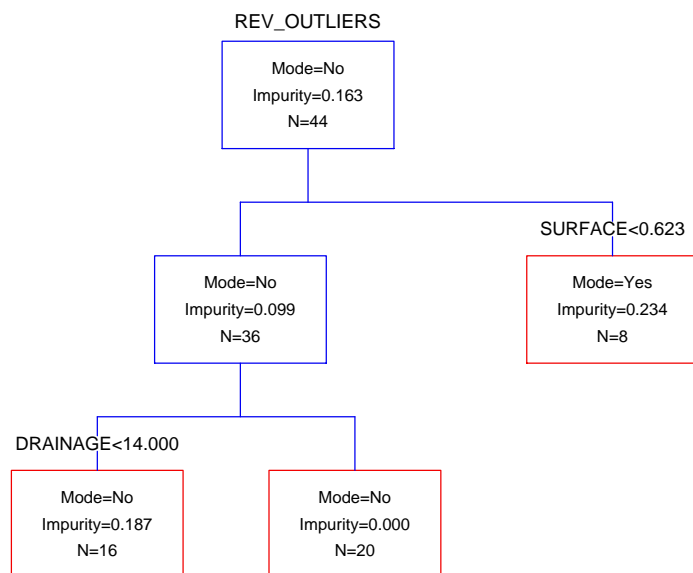 REV_OUTLIERS
Mode=No
Impurity=0.163
N=44
SURFACE<0.623
Mode=No
Impurity=0.099
N=36
Mode=Yes
Impurity=0.234
N=8
DRAINAGE<14.000
Mode=No
Impurity=0.187
N=16
Mode=No
Impurity=0.000
N=20